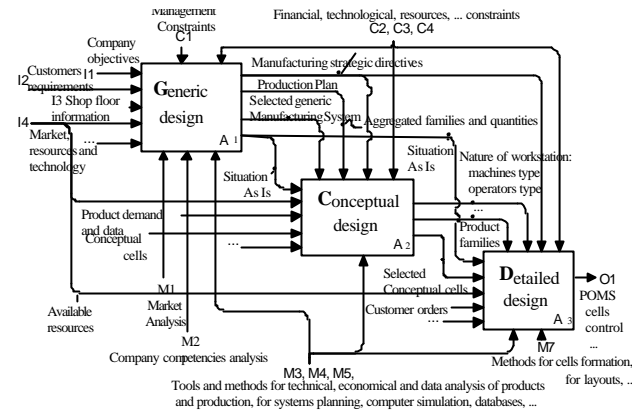 Management
Constraints
C1
Financial, technological, resources, ... constraints
C2, C3, C4
Company
objectives
I1
Customers
requirements
I2
I3 Shop floor
information
I4
Market,
resources and
technology
...
Generic
design
A 1
Manufacturing strategic directives
Production Plan
Selected generic
Manufacturing System
Aggregated families and quantities
Situation
As Is
Situation
As Is
Nature of workstation:
machines type
operators type
...
Product
families
Conceptual
design
A 2
Product demand
and data
Conceptual
cells
...
Selected
Conceptual cells
Customer orders
...
Detailed
design
A 3
O1
POMS
cells
control
...
Available
resources
M1
Market
Analysis
M2
Company competencies analysis
M3, M4, M5,
M7
Methods for cells formation,
for layouts, ..
Tools and methods for technical, economical and data analysis of products
and production, for systems planning, computer simulation, databases, ...